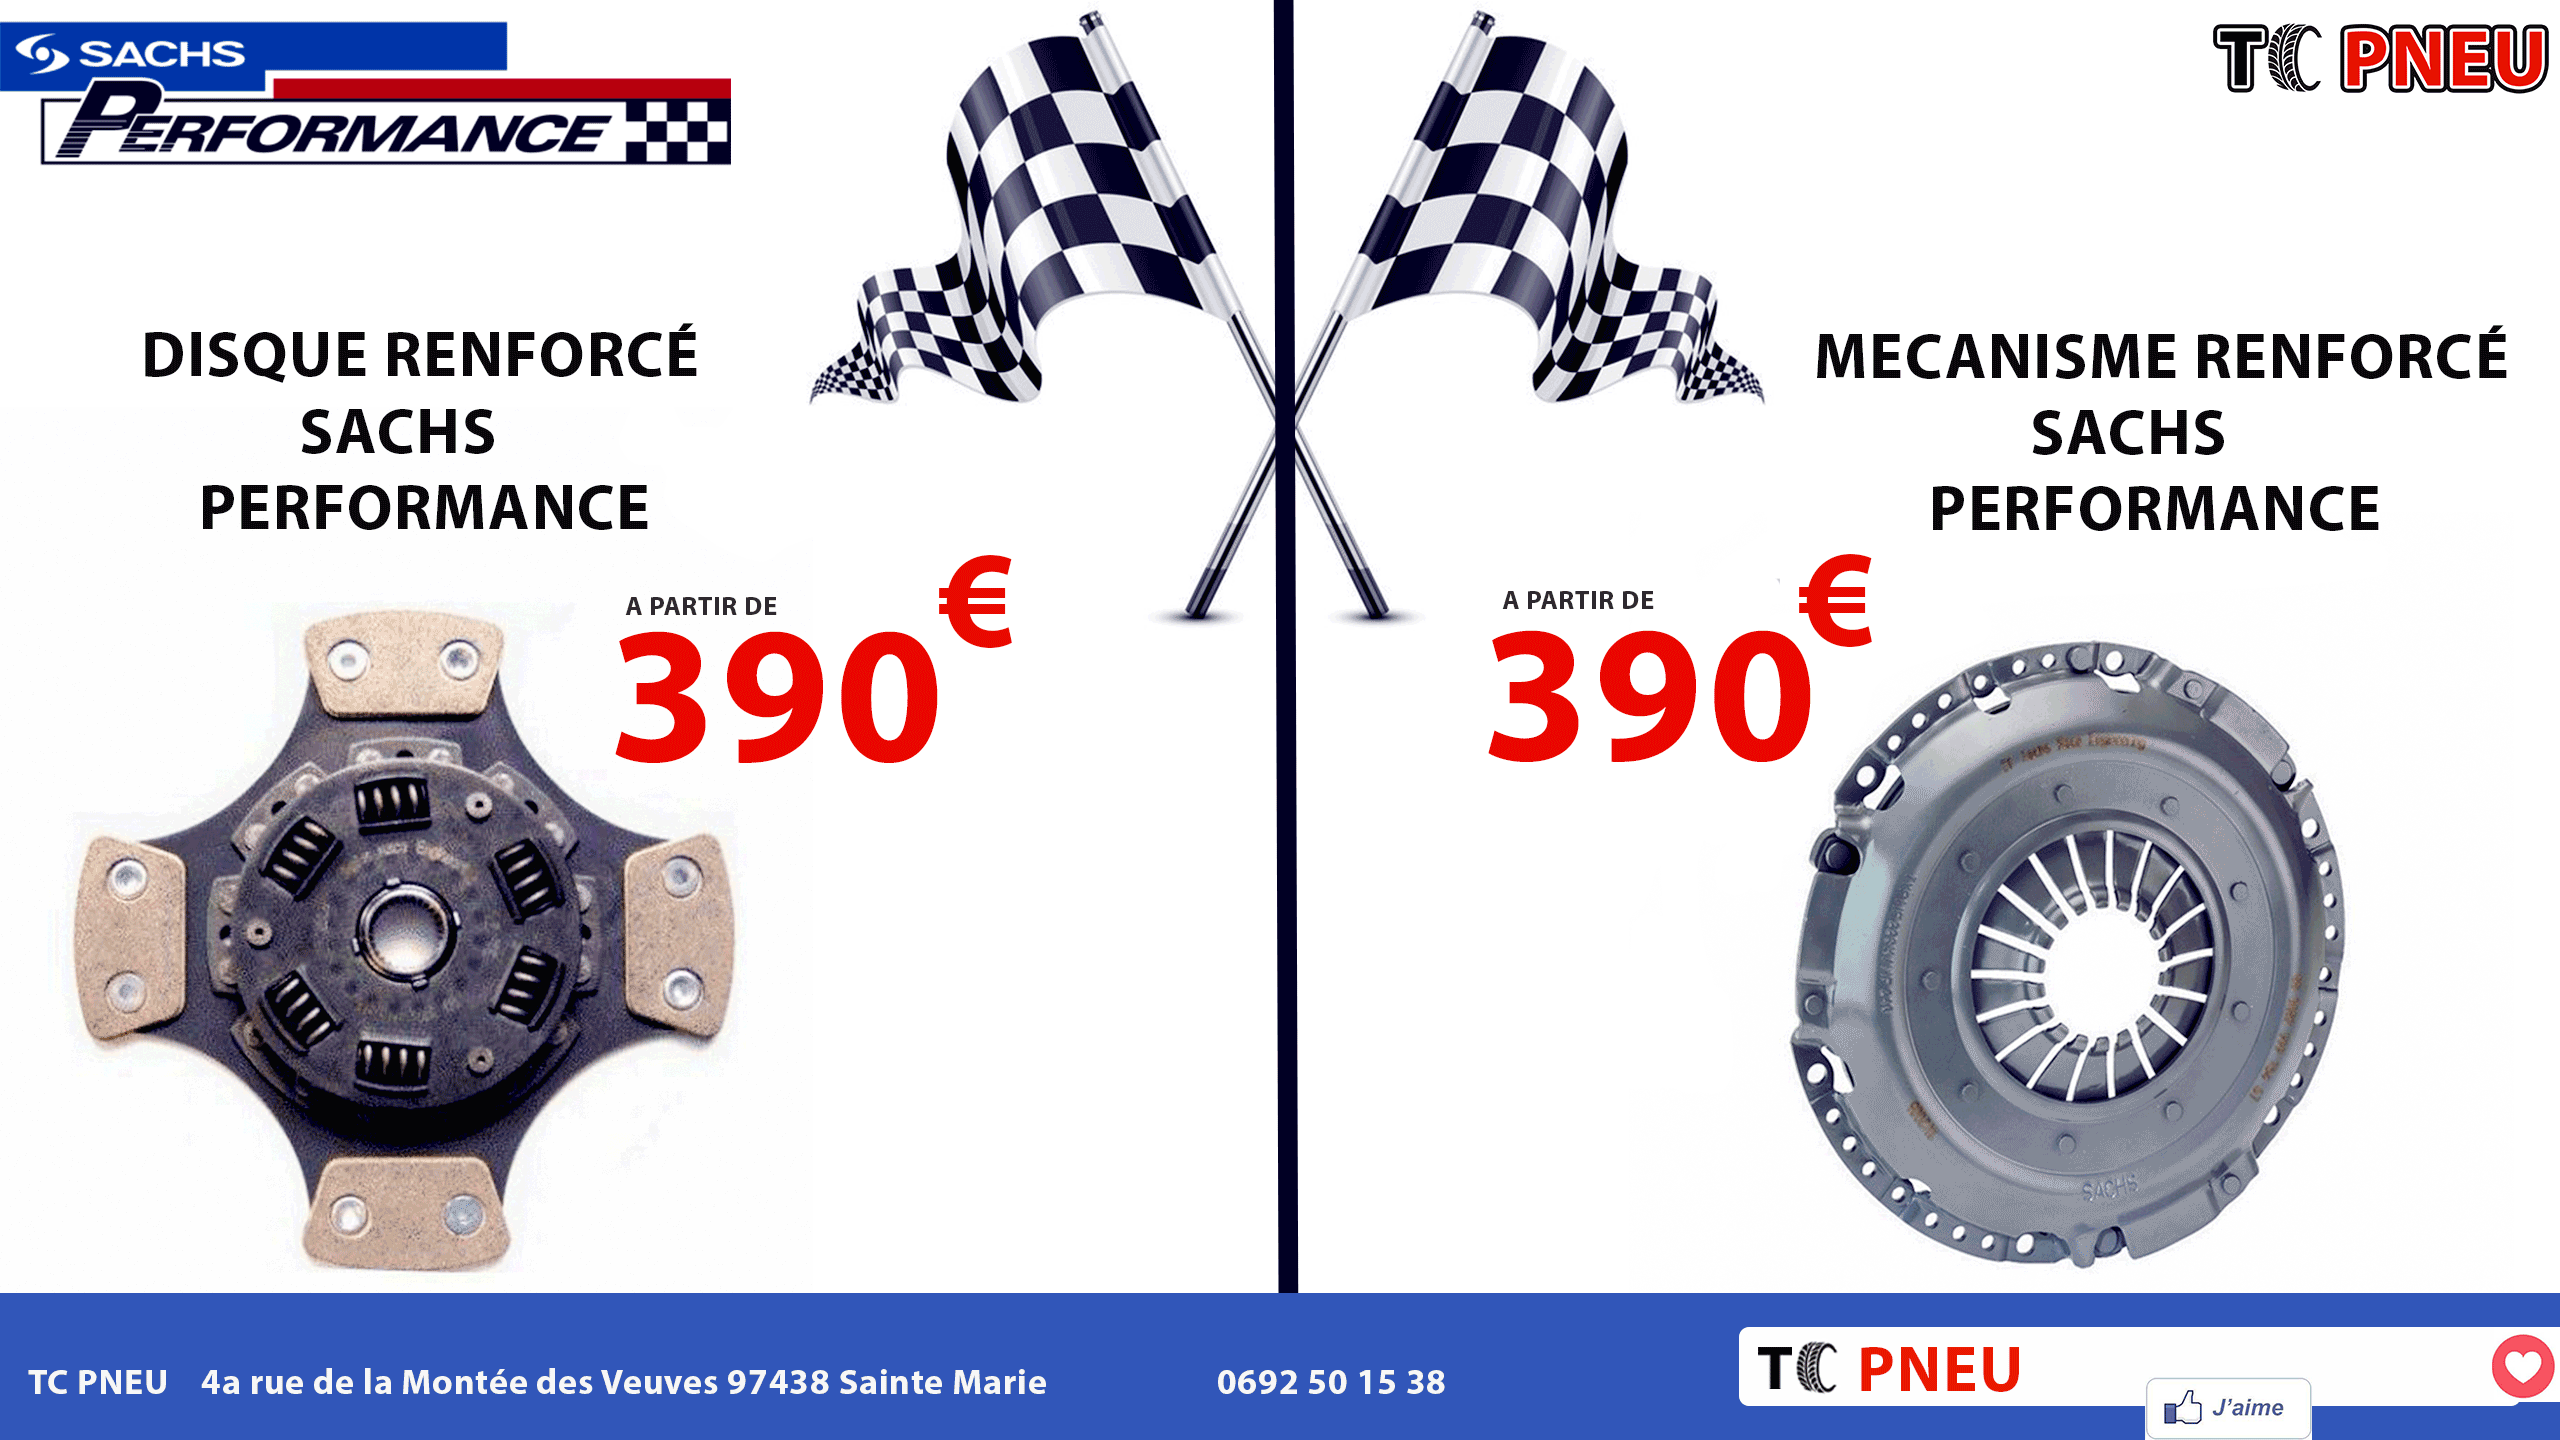 SACHS
PERFORMANCE
TC PNEU
DISQUE RENFORCÉ
SACHS
PERFORMANCE
A PARTIR DE
390€
MECANISME RENFORCÉ
SACHS
PERFORMANCE
A PARTIR DE
390€
SACHS
TC PNEU 4a rue de la Montée des Veuves 97438 Sainte Marie 0692 50 15 38
TC PNEU
J'aime